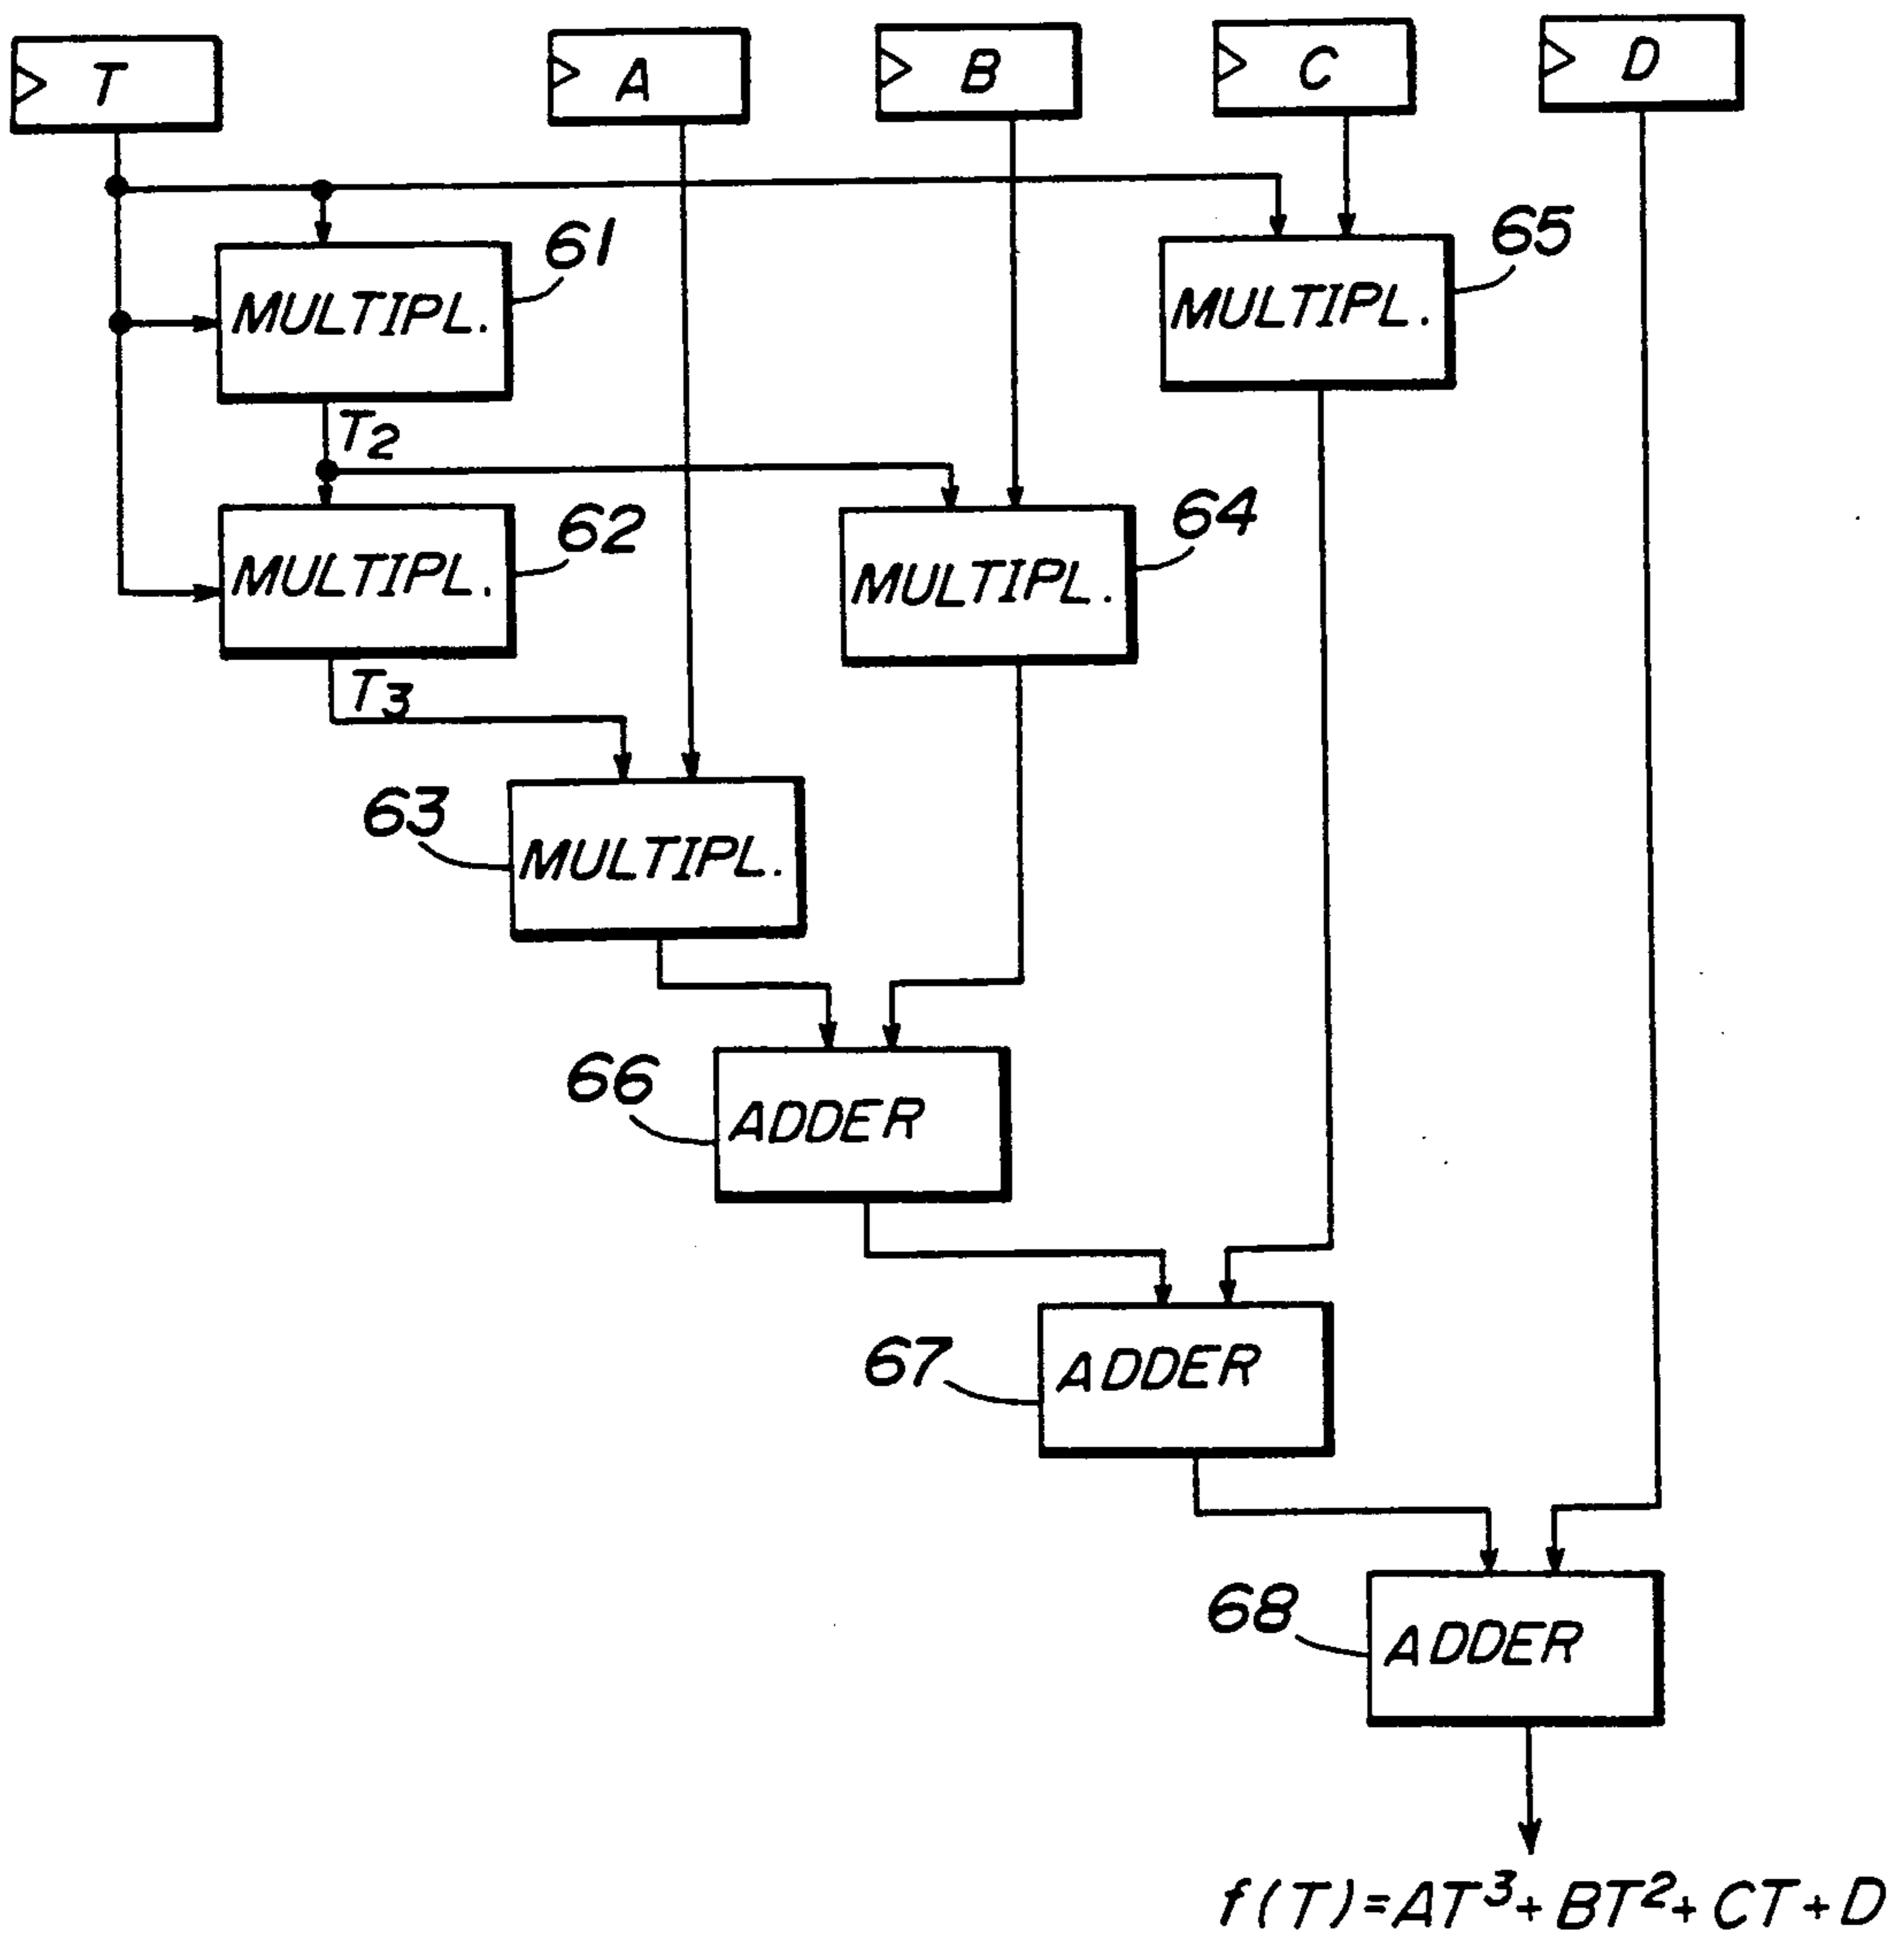 T
A
B
C
D
61
MULTIPL.
65
MULTIPL.
T2
62
MULTIPL.
64
MULTIPL.
T3
63
MULTIPL.
66
ADDER
67
ADDER
68
ADDER
f(T)=AT³+BT²+CT+D